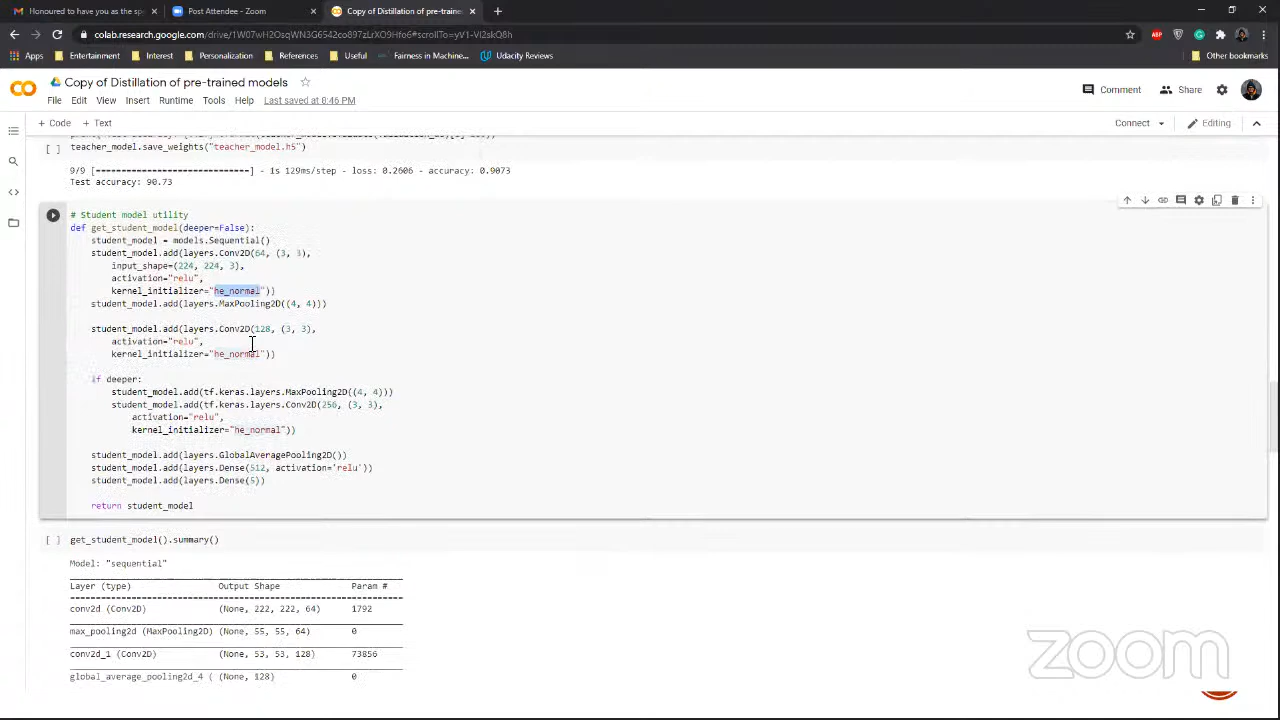 Honoured to have you as the spe
Post Attendee - Zoom
Copy of Distillation of pre-trained
colab.research.google.com/drive/1W07wH2OsqWN3G6542co897zLrXO9Hfo6#scrollTo=yV1-Vl2sKU8h
Apps
Entertainment
Interest
Personalization
References
Useful
Fairness in Machine...
Udacity Reviews
Other bookmarks
Copy of Distillation of pre-trained models
File Edit View Insert Runtime Tools Help Last saved at 8:46 PM
Comment
Share
+ Code + Text
Connect
Editing
[ ] teacher_model.save_weights("teacher_model.h5")
9/9 [==============================] - 1s 129ms/step - loss: 0.2606 - accuracy: 0.9073
Test accuracy: 90.73
# Student model utility
def get_student_model(deeper=False):
student_model = models.Sequential()
student_model.add(layers.Conv2D(64, (3, 3),
input_shape=(224, 224, 3),
activation="relu",
kernel_initializer="he_normal"))
student_model.add(layers.MaxPooling2D((4, 4)))
student_model.add(layers.Conv2D(128, (3, 3),
activation="relu",
kernel_initializer="he_normal"))
if deeper:
student_model.add(tf.keras.layers.MaxPooling2D((4, 4)))
student_model.add(tf.keras.layers.Conv2D(256, (3, 3),
activation="relu",
kernel_initializer="he_normal"))
student_model.add(layers.GlobalAveragePooling2D())
student_model.add(layers.Dense(512, activation='relu'))
student_model.add(layers.Dense(5))
return student_model
[ ] get_student_model().summary()
Model: "sequential"
Layer (type) Output Shape Param #
conv2d (Conv2D) (None, 222, 222, 64) 1792
max_pooling2d (MaxPooling2D) (None, 55, 55, 64) 0
conv2d_1 (Conv2D) (None, 53, 53, 128) 73856
global_average_pooling2d_4 ( (None, 128) 0
zoom